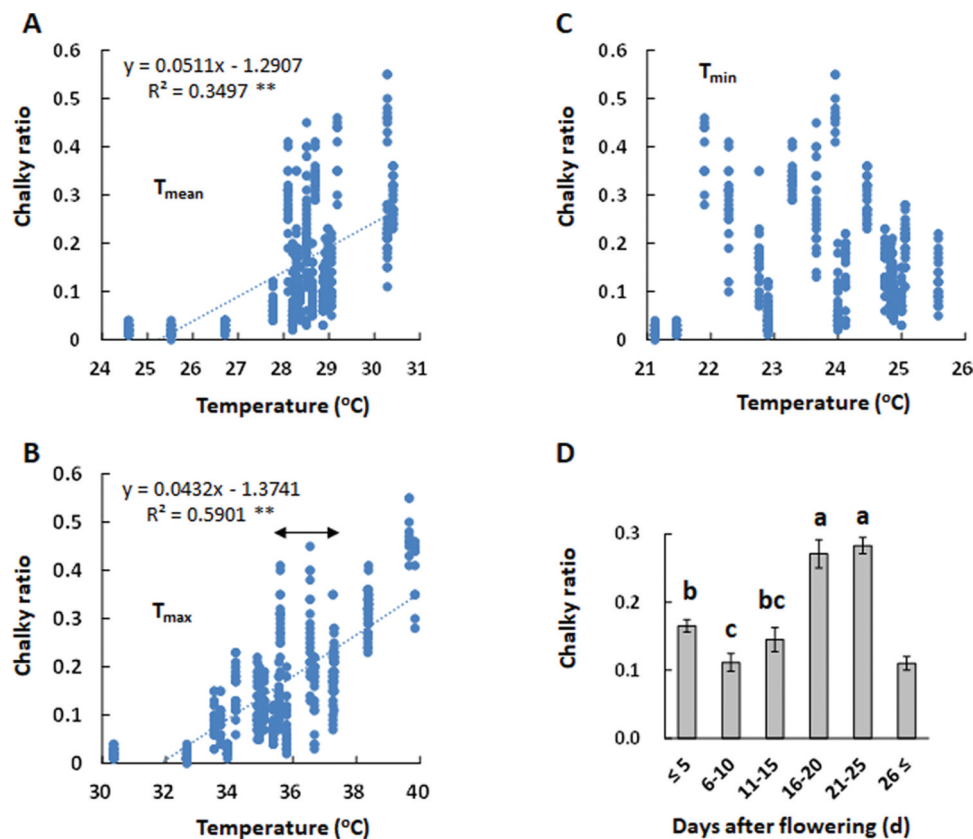 A
y = 0.0511x - 1.2907
R² = 0.3497 **
Tmean
Chalky ratio
0.6
0.5
0.4
0.3
0.2
0.1
0
24 25 26 27 28 29 30 31
Temperature (°C)
C
Tmin
Chalky ratio
0.6
0.5
0.4
0.3
0.2
0.1
0
21 22 23 24 25 26
Temperature (°C)
B
y = 0.0432x - 1.3741
R² = 0.5901 **
Tmax
Chalky ratio
0.6
0.5
0.4
0.3
0.2
0.1
0
30 32 34 36 38 40
Temperature (°C)
D
Chalky ratio
0.3
0.2
0.1
0.0
b c bc a a
≤ 5 6-10 11-15 16-20 21-25 26 ≤
Days after flowering (d)